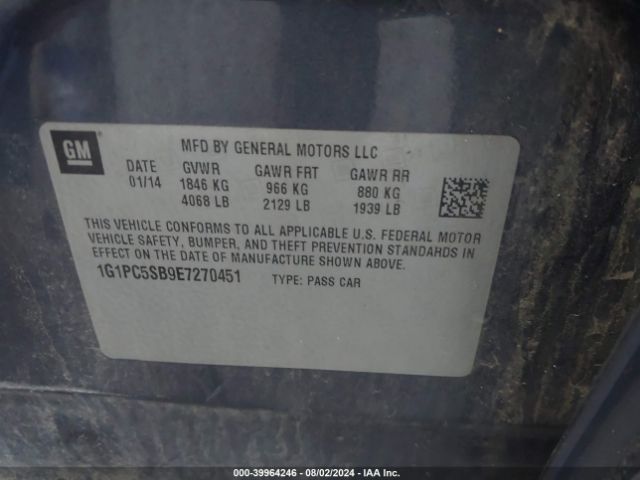 GM
MFD BY GENERAL MOTORS LLC
DATE GVWR GAWR FRT GAWR RR
01/14 1846 KG 966 KG 880 KG
4068 LB 2129 LB 1939 LB
THIS VEHICLE CONFORMS TO ALL APPLICABLE U.S. FEDERAL MOTOR
VEHICLE SAFETY, BUMPER, AND THEFT PREVENTION STANDARDS IN
EFFECT ON THE DATE OF MANUFACTURE SHOWN ABOVE.
1G1PC5SB9E7270451 TYPE: PASS CAR
000-39964246 - 08/02/2024 - IAA Inc.